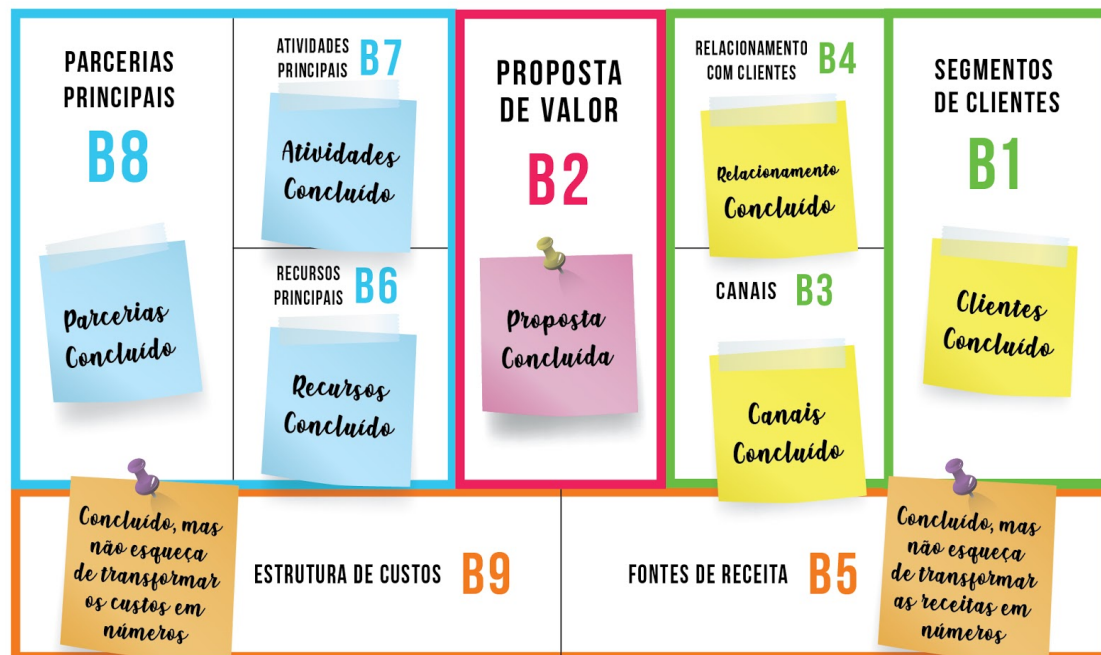 PARCERIAS
PRINCIPAIS
B8
Parcerias
Concluído
ATIVIDADES
PRINCIPAIS
B7
Atividades
Concluído
RECURSOS
PRINCIPAIS
B6
Recursos
Concluído
PROPOSTA
DE VALOR
B2
Proposta
Concluída
RELACIONAMENTO
COM CLIENTES
B4
Relacionamento
Concluído
CANAIS B3
Canais
Concluído
SEGMENTOS
DE CLIENTES
B1
Clientes
Concluído
Concluído, mas
não esqueça
de transformar
os custos em
números
ESTRUTURA DE CUSTOS B9
FONTES DE RECEITA B5
Concluído, mas
não esqueça
de transformar
as receitas em
números